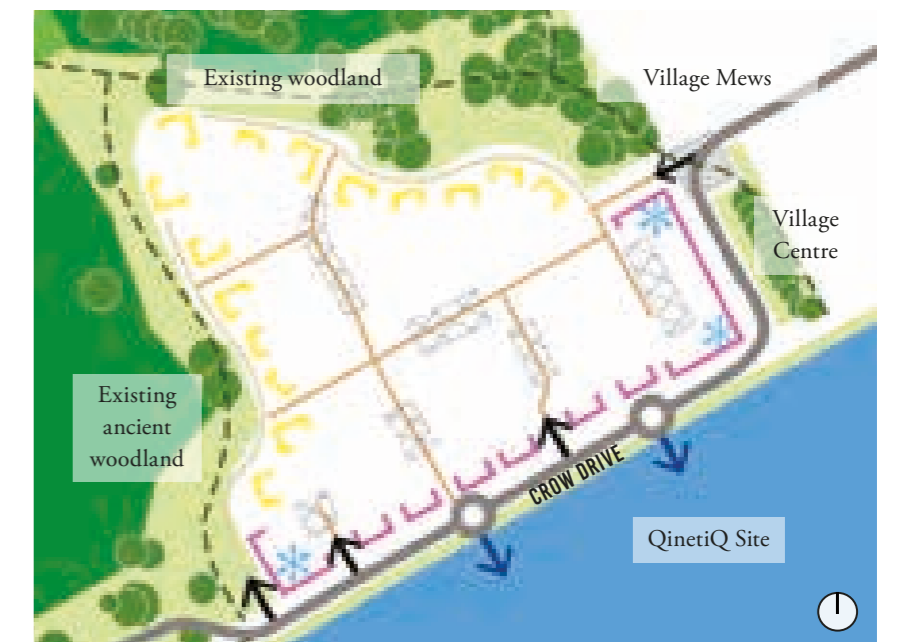 Existing woodland
Village Mews
Village
Centre
Existing
ancient
woodland
CROW DRIVE
QinetiQ Site